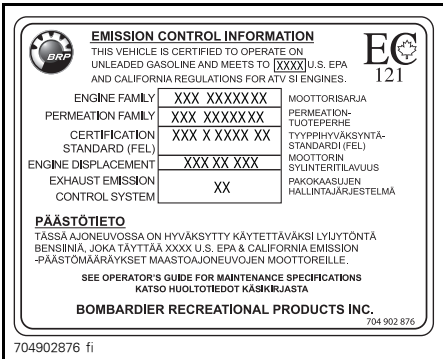 BRP
EMISSION CONTROL INFORMATION
THIS VEHICLE IS CERTIFIED TO OPERATE ON
UNLEADED GASOLINE AND MEETS TO XXXX U.S. EPA
AND CALIFORNIA REGULATIONS FOR ATV SI ENGINES.
EC
121
ENGINE FAMILY XXX XXXXXXX MOOTTORISARJA
PERMEATION FAMILY XXX XXXXXXX PERMEATION-
TUOTEPERHE
CERTIFICATION XXX X XXXX XX TYYPPIHYVÄKSYNTÄ-
STANDARD (FEL) STANDARDI (FEL)
ENGINE DISPLACEMENT XXX XX XXX MOOTTORIN
SYLINTERITILAVUUS
EXHAUST EMISSION XX PAKOKAASUJEN
CONTROL SYSTEM HALLINTAJÄRJESTELMÄ
PÄÄSTÖTIETO
TÄSSÄ AJONEUVOSSA ON HYVÄKSYTTY KÄYTETTÄVÄKSI LYIJYTÖNTÄ
BENSIINIÄ, JOKA TÄYTTÄÄ XXXX U.S. EPA & CALIFORNIA EMISSION
-PÄÄSTÖMÄÄRÄYKSET MAASTOAJONEUVOJEN MOOTTOREILLE.
SEE OPERATOR'S GUIDE FOR MAINTENANCE SPECIFICATIONS
KATSO HUOLTOTIEDOT KÄSIKIRJASTA
BOMBARDIER RECREATIONAL PRODUCTS INC.
704 902 876
704902876 fi